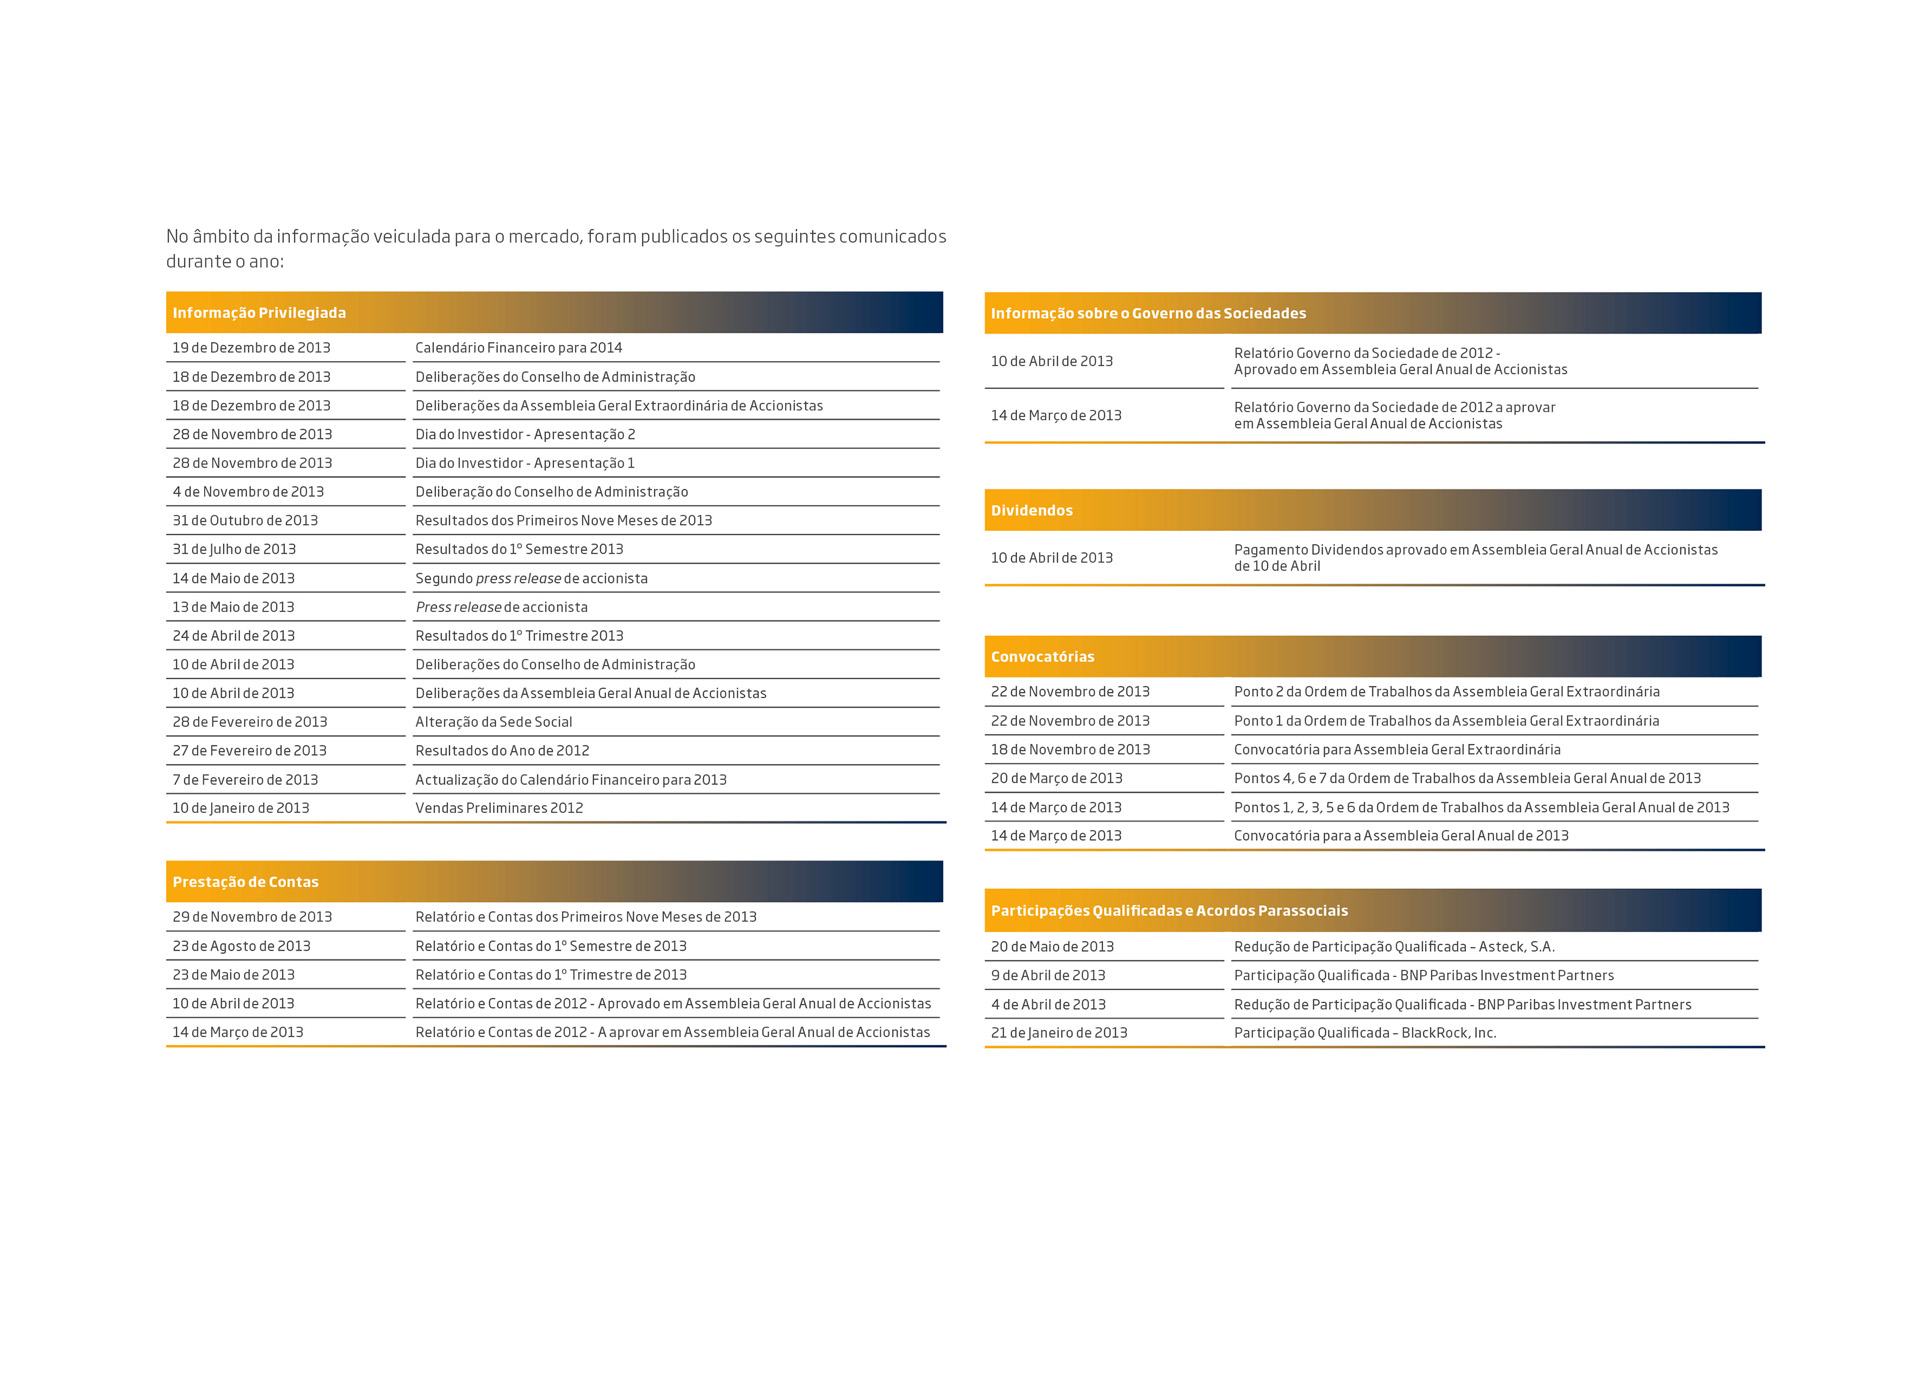 No âmbito da informação veiculada para o mercado, foram publicados os seguintes comunicados
durante o ano:
Informação Privilegiada
19 de Dezembro de 2013 Calendário Financeiro para 2014
18 de Dezembro de 2013 Deliberações do Conselho de Administração
18 de Dezembro de 2013 Deliberações da Assembleia Geral Extraordinária de Accionistas
28 de Novembro de 2013 Dia do Investidor - Apresentação 2
28 de Novembro de 2013 Dia do Investidor - Apresentação 1
4 de Novembro de 2013 Deliberação do Conselho de Administração
31 de Outubro de 2013 Resultados dos Primeiros Nove Meses de 2013
31 de Julho de 2013 Resultados do 1º Semestre 2013
14 de Maio de 2013 Segundo press release de accionista
13 de Maio de 2013 Press release de accionista
24 de Abril de 2013 Resultados do 1º Trimestre 2013
10 de Abril de 2013 Deliberações do Conselho de Administração
10 de Abril de 2013 Deliberações da Assembleia Geral Anual de Accionistas
28 de Fevereiro de 2013 Alteração da Sede Social
27 de Fevereiro de 2013 Resultados do Ano de 2012
7 de Fevereiro de 2013 Actualização do Calendário Financeiro para 2013
10 de Janeiro de 2013 Vendas Preliminares 2012
Prestação de Contas
29 de Novembro de 2013 Relatório e Contas dos Primeiros Nove Meses de 2013
23 de Agosto de 2013 Relatório e Contas do 1º Semestre de 2013
23 de Maio de 2013 Relatório e Contas do 1º Trimestre de 2013
10 de Abril de 2013 Relatório e Contas de 2012 - Aprovado em Assembleia Geral Anual de Accionistas
14 de Março de 2013 Relatório e Contas de 2012 - A aprovar em Assembleia Geral Anual de Accionistas
Informação sobre o Governo das Sociedades
10 de Abril de 2013 Relatório Governo da Sociedade de 2012 -
Aprovado em Assembleia Geral Anual de Accionistas
14 de Março de 2013 Relatório Governo da Sociedade de 2012 a aprovar
em Assembleia Geral Anual de Accionistas
Dividendos
10 de Abril de 2013 Pagamento Dividendos aprovado em Assembleia Geral Anual de Accionistas
de 10 de Abril
Convocatórias
22 de Novembro de 2013 Ponto 2 da Ordem de Trabalhos da Assembleia Geral Extraordinária
22 de Novembro de 2013 Ponto 1 da Ordem de Trabalhos da Assembleia Geral Extraordinária
18 de Novembro de 2013 Convocatória para Assembleia Geral Extraordinária
20 de Março de 2013 Pontos 4, 6 e 7 da Ordem de Trabalhos da Assembleia Geral Anual de 2013
14 de Março de 2013 Pontos 1, 2, 3, 5 e 6 da Ordem de Trabalhos da Assembleia Geral Anual de 2013
14 de Março de 2013 Convocatória para a Assembleia Geral Anual de 2013
Participações Qualificadas e Acordos Parassociais
20 de Maio de 2013 Redução de Participação Qualificada – Asteck, S.A.
9 de Abril de 2013 Participação Qualificada - BNP Paribas Investment Partners
4 de Abril de 2013 Redução de Participação Qualificada - BNP Paribas Investment Partners
21 de Janeiro de 2013 Participação Qualificada – BlackRock, Inc.